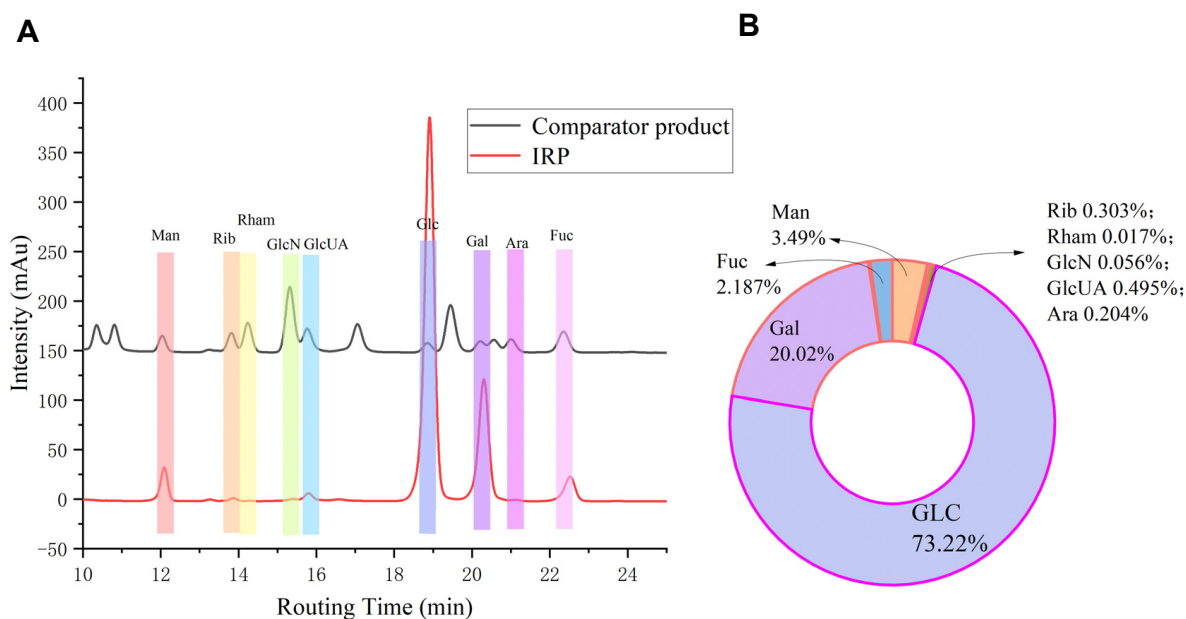 A
B
400
350
300
250
200
150
100
50
0
−50
Intensity (mAu)
10
12
14
16
18
20
22
24
Routing Time (min)
Comparator product
IRP
Man
Rib
Rham
GlcN
GlcUA
Glc
Gal
Ara
Fuc
Man
3.49%
Fuc
2.187%
Gal
20.02%
GLC
73.22%
Rib 0.303%;
Rham 0.017%;
GlcN 0.056%;
GlcUA 0.495%;
Ara 0.204%